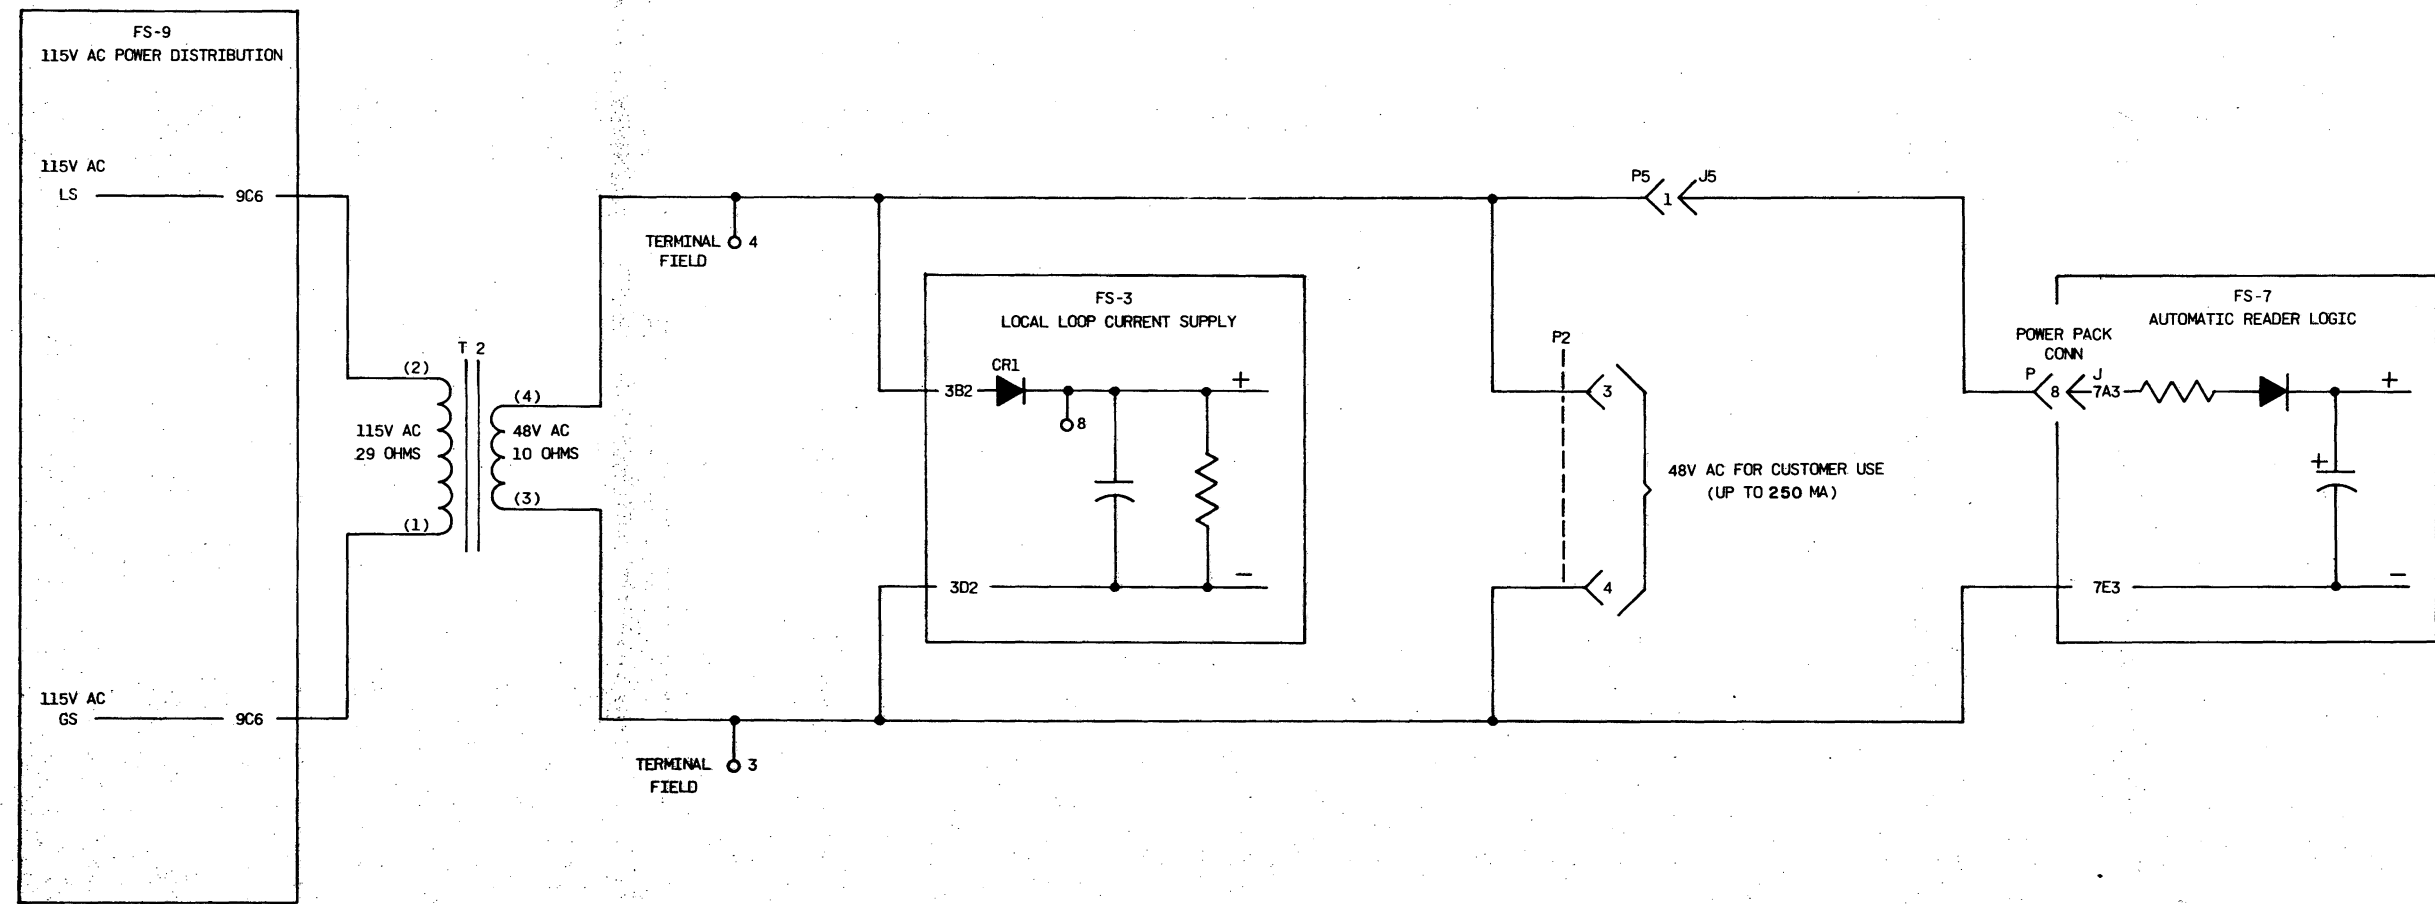 FS-9
115V AC POWER DISTRIBUTION
115V AC
LS
9C6
115V AC
GS
9C6
T 2
(2)
(1)
115V AC
29 OHMS
(4)
48V AC
10 OHMS
(3)
TERMINAL 4
FIELD
TERMINAL 3
FIELD
FS-3
LOCAL LOOP CURRENT SUPPLY
CR1
3B2
+
8
3D2
-
P2
3
4
48V AC FOR CUSTOMER USE
(UP TO 250 MA)
P5 1 J5
FS-7
AUTOMATIC READER LOGIC
POWER PACK
CONN
P J
8 7A3
+
+
7E3
-